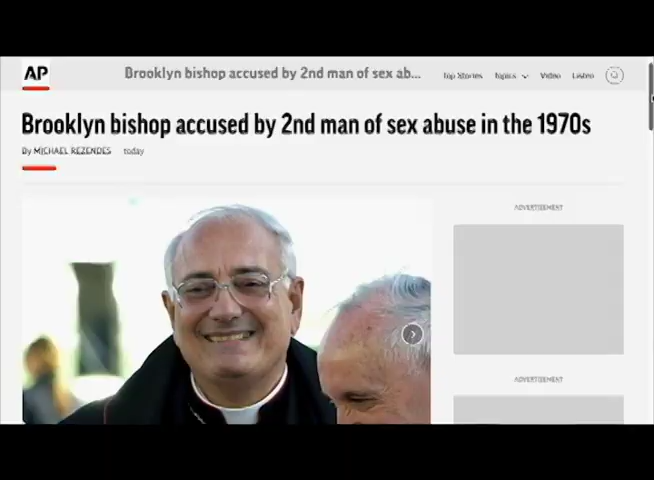 AP
Brooklyn bishop accused by 2nd man of sex ab...
Top Stories Topics Video Listen
Brooklyn bishop accused by 2nd man of sex abuse in the 1970s
By MICHAEL REZENDES today
ADVERTISEMENT
ADVERTISEMENT